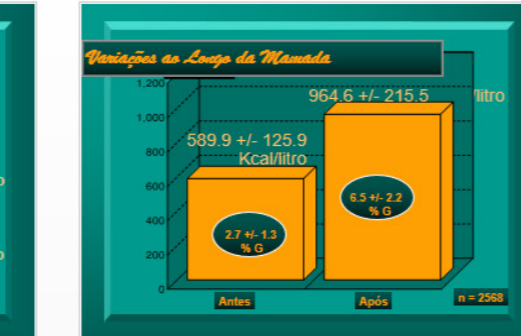 Variações ao Longo da Mamada
1,200
1,000
800
600
400
200
0
964.6 +/- 215.5
/litro
589.9 +/- 125.9
Kcal/litro
6.5 +/- 2.2
% G
2.7 +/- 1.3
% G
Antes
Após
n = 2568